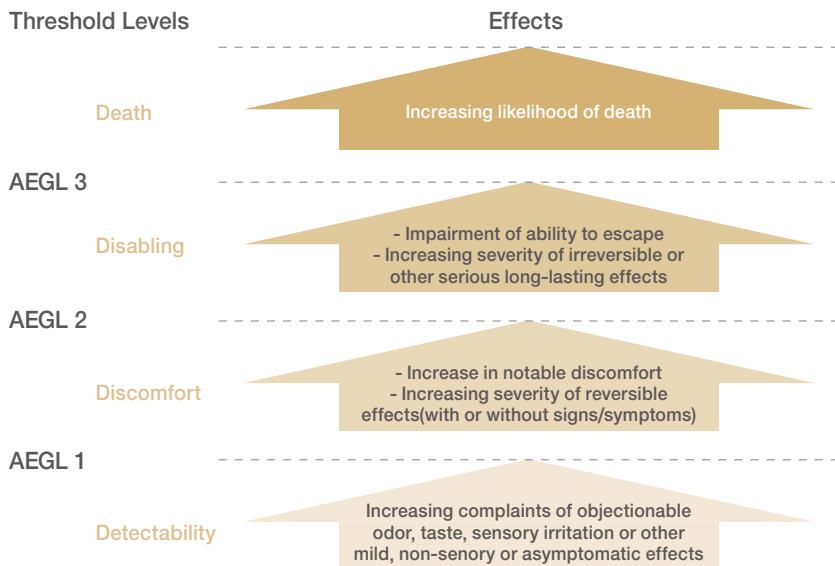 Threshold Levels
Effects
Death
Increasing likelihood of death
AEGL 3
Disabling
- Impairment of ability to escape
- Increasing severity of irreversible or
other serious long-lasting effects
AEGL 2
Discomfort
- Increase in notable discomfort
- Increasing severity of reversible
effects(with or without signs/symptoms)
AEGL 1
Detectability
Increasing complaints of objectionable
odor, taste, sensory irritation or other
mild, non-senory or asymptomatic effects